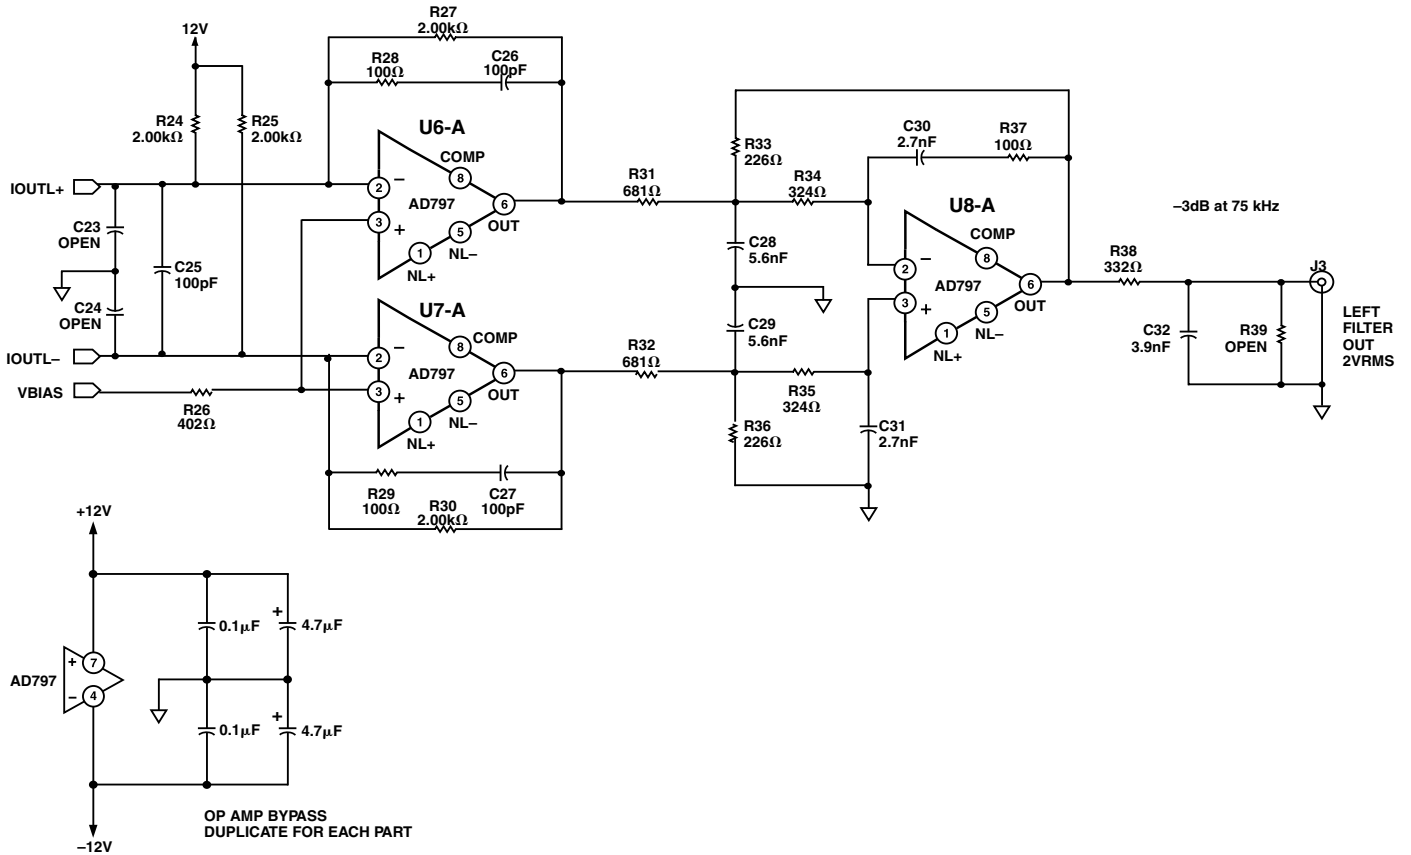 R27
2.00kΩ
12V
R28
100Ω
C26
100pF
R24
2.00kΩ
R25
2.00kΩ
U6-A
COMP
8
2
–
AD797
6
OUT
3
+
5
NL–
1
NL+
IOUTL+
C23
OPEN
C25
100pF
C24
OPEN
IOUTL–
VBIAS
R26
402Ω
U7-A
COMP
8
2
–
AD797
6
OUT
3
+
5
NL–
1
NL+
R29
100Ω
R30
2.00kΩ
C27
100pF
R31
681Ω
R32
681Ω
R33
226Ω
R34
324Ω
C28
5.6nF
C29
5.6nF
R35
324Ω
R36
226Ω
C31
2.7nF
C30
2.7nF
R37
100Ω
U8-A
COMP
8
2
–
AD797
6
OUT
3
+
5
NL–
1
NL+
–3dB at 75 kHz
R38
332Ω
J3
C32
3.9nF
R39
OPEN
LEFT
FILTER
OUT
2VRMS
+12V
0.1μF
+
4.7μF
AD797
+
7
–
4
0.1μF
+
4.7μF
–12V
OP AMP BYPASS
DUPLICATE FOR EACH PART